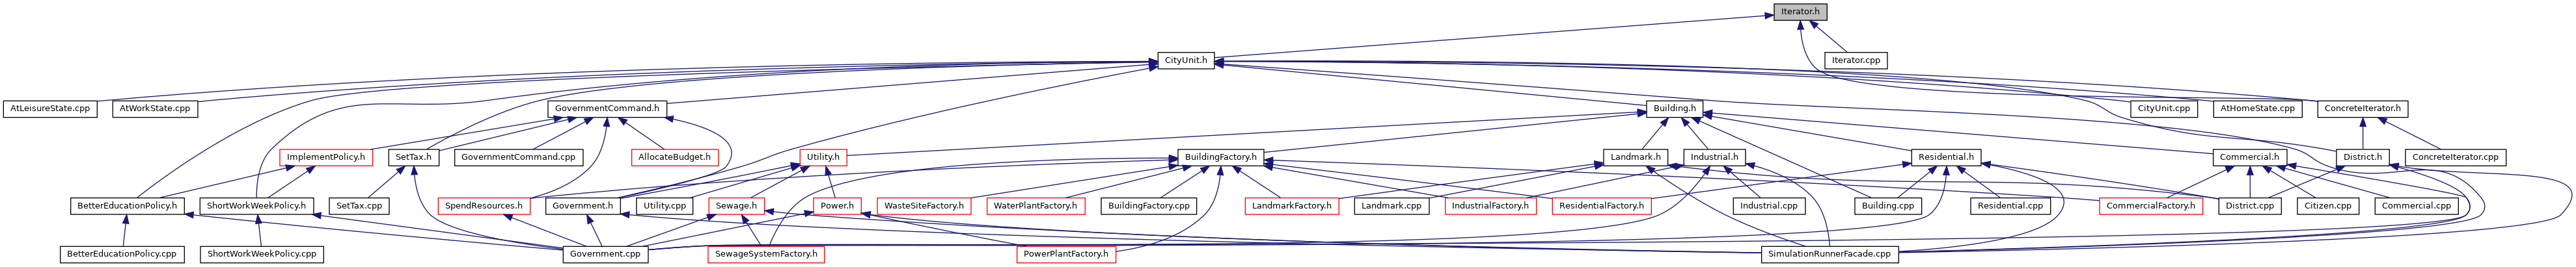 Iterator.h
CityUnit.h
Iterator.cpp
AtLeisureState.cpp
AtWorkState.cpp
GovernmentCommand.h
Building.h
CityUnit.cpp
AtHomeState.cpp
ConcreteIterator.h
ImplementPolicy.h
SetTax.h
GovernmentCommand.cpp
AllocateBudget.h
Utility.h
BuildingFactory.h
Landmark.h
Industrial.h
Residential.h
Commercial.h
District.h
ConcreteIterator.cpp
BetterEducationPolicy.h
ShortWorkWeekPolicy.h
SetTax.cpp
SpendResources.h
Government.h
Utility.cpp
Sewage.h
Power.h
WasteSiteFactory.h
WaterPlantFactory.h
BuildingFactory.cpp
LandmarkFactory.h
Landmark.cpp
IndustrialFactory.h
ResidentialFactory.h
Industrial.cpp
Building.cpp
Residential.cpp
CommercialFactory.h
District.cpp
Citizen.cpp
Commercial.cpp
BetterEducationPolicy.cpp
ShortWorkWeekPolicy.cpp
Government.cpp
SewageSystemFactory.h
PowerPlantFactory.h
SimulationRunnerFacade.cpp